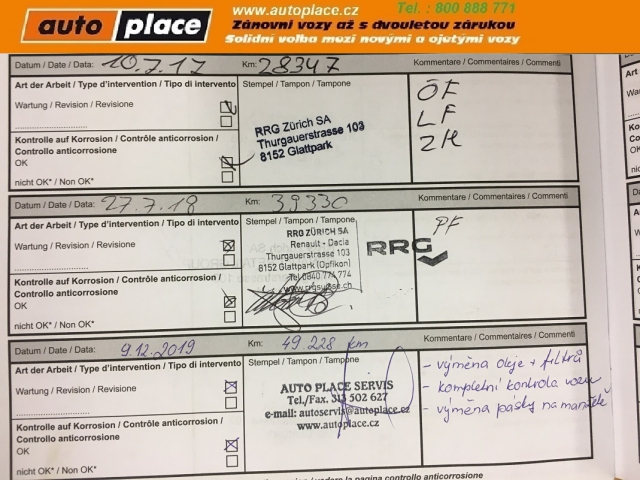 auto place
www.autoplace.cz
Tel. : 800 888 771
Zánovní vozy až s dvouletou zárukou
Solidní volba mezi novými a ojetými vozy
Datum / Date / Data: 10.7.17 Km: 28347 Kommentare / Commentaires / Commenti
Art der Arbeit / Type d'intervention / Tipo di intervento
Wartung / Revision / Revisione
Stempel / Tampon / Tampone
RRG Zürich SA
Thurgauerstrasse 103
8152 Glattpark
ÖF
LF
ZK
Kontrolle auf Korrosion / Contrôle anticorrosion /
Controllo anticorrosione
OK
nicht OK* / Non OK*
Datum / Date / Data: 27.7.18 Km: 39330 Kommentare / Commentaires / Commenti
Art der Arbeit / Type d'intervention / Tipo di intervento
Wartung / Revision / Revisione
Stempel / Tampon / Tampone
RRG ZÜRICH SA
Renault - Dacia
Thurgauerstrasse 103
8152 Glattpark (Opfikon)
Tel. 0840 774 774
www.rrgsuisse.ch
RRG
PF
Kontrolle auf Korrosion / Contrôle anticorrosion /
Controllo anticorrosione
OK
nicht OK* / Non OK*
Datum / Date / Data: 9.12.2019 Km: 49.228 km Kommentare / Commentaires / Commenti
Art der Arbeit / Type d'intervention / Tipo di intervento
Wartung / Revision / Revisione
Stempel / Tampon / Tampone
AUTO PLACE SERVIS
Tel./Fax. 313 502 627
e-mail: autoservis@autoplace.cz
www.autoplace.cz
- výměna oleje + filtrů
- kompletní kontrola vozu
- výměna pásky na
Kontrolle auf Korrosion / Contrôle anticorrosion /
Controllo anticorrosione
OK
nicht OK* / Non OK*
vedere la pagina controllo anticorrosione